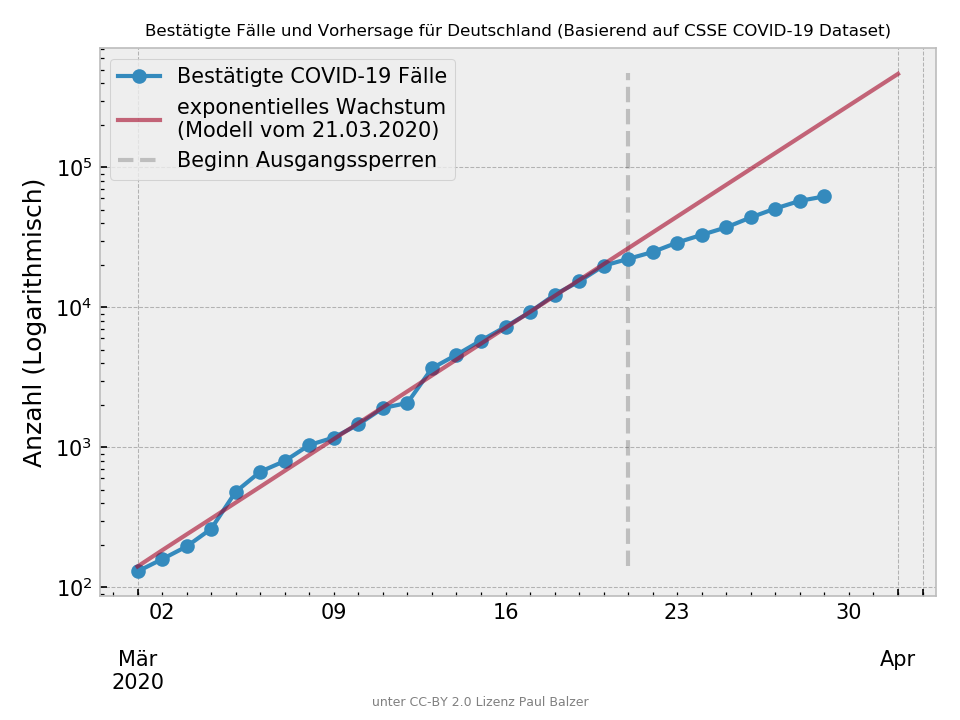 Bestätigte Fälle und Vorhersage für Deutschland (Basierend auf CSSE COVID-19 Dataset)
Bestätigte COVID-19 Fälle
exponentielles Wachstum
(Modell vom 21.03.2020)
Beginn Ausgangssperren
Anzahl (Logarithmisch)
10⁵
10⁴
10³
10²
02 09 16 23 30
Mär Apr
2020
unter CC-BY 2.0 Lizenz Paul Balzer